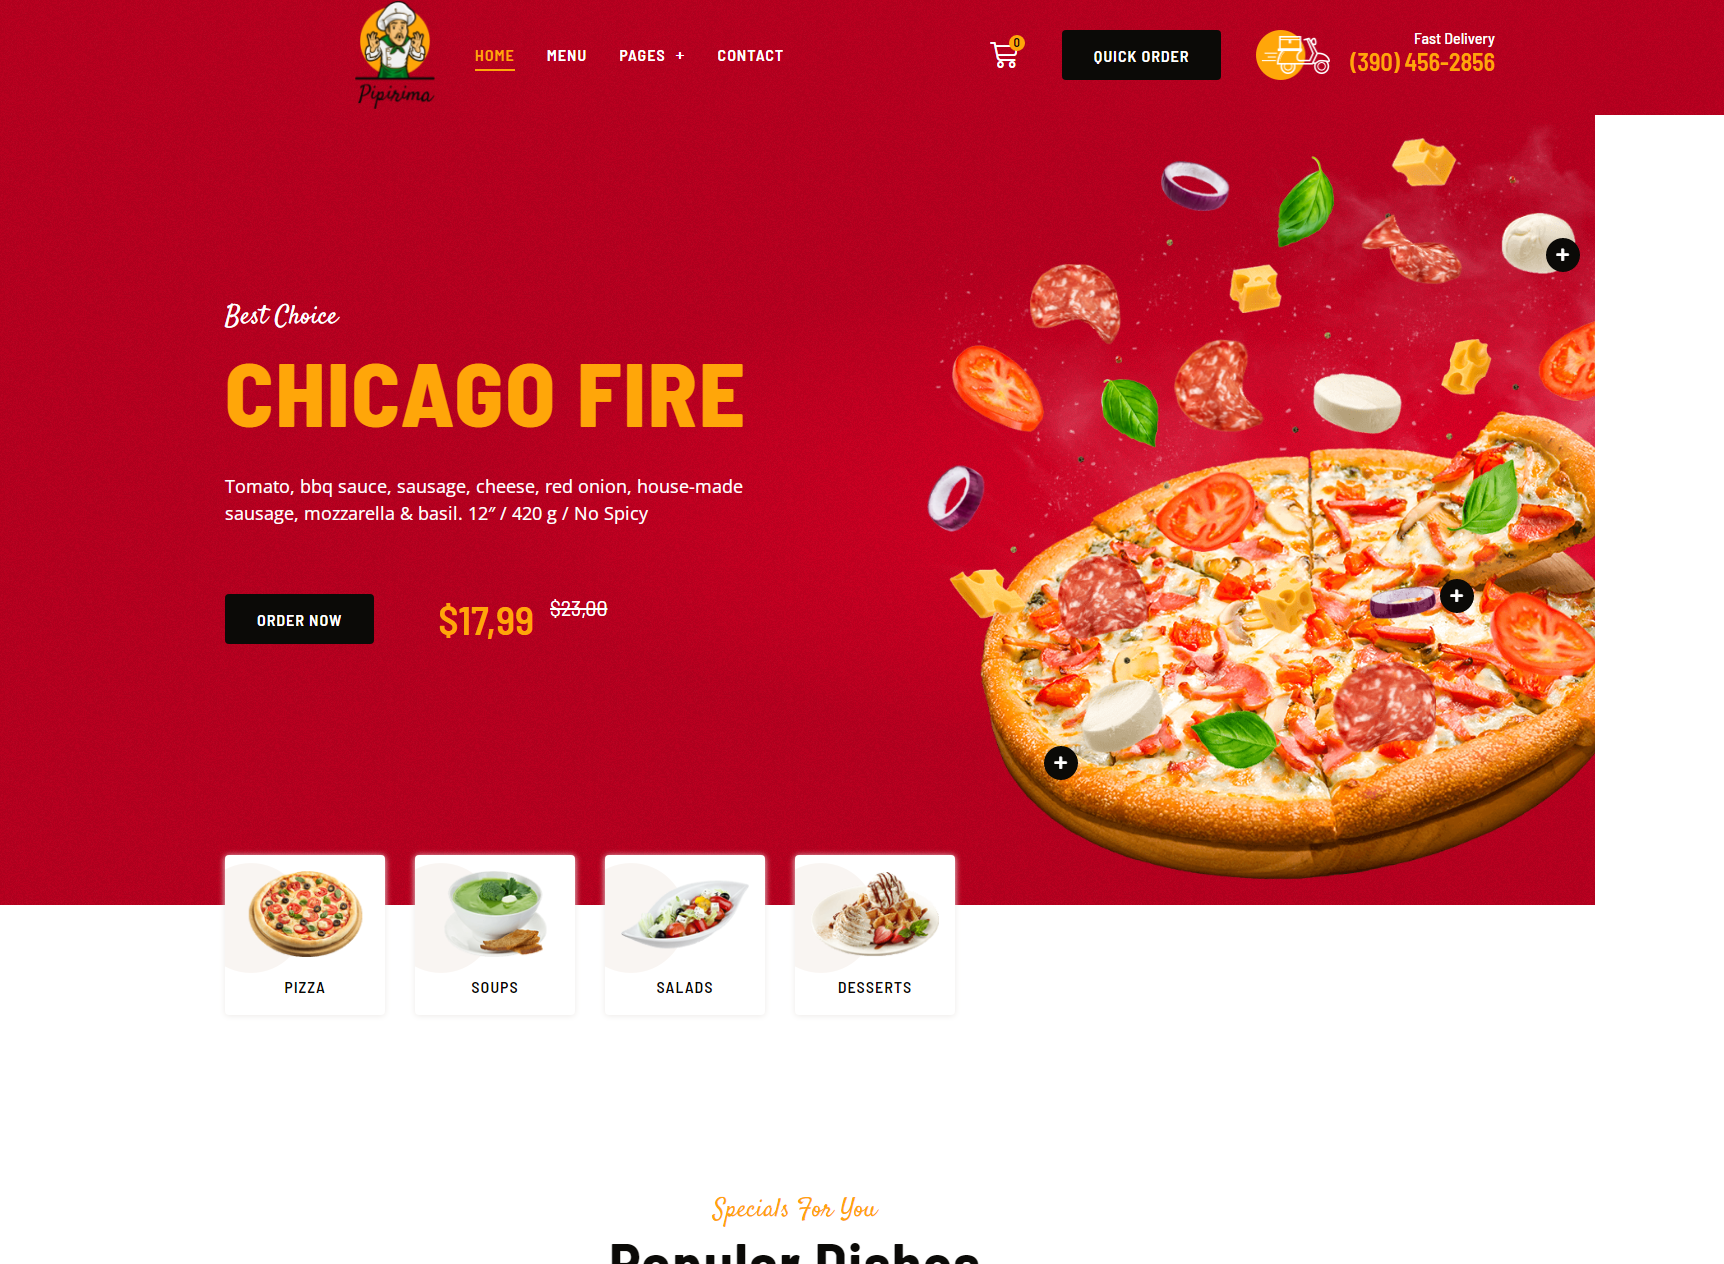 Pipirima
HOME MENU PAGES + CONTACT
0
QUICK ORDER
Fast Delivery
(390) 456-2856
Best Choice
CHICAGO FIRE
Tomato, bbq sauce, sausage, cheese, red onion, house-made
sausage, mozzarella & basil. 12″ / 420 g / No Spicy
ORDER NOW
$17,99 $23,00
PIZZA
SOUPS
SALADS
DESSERTS
Specials For You
Popular Dishes